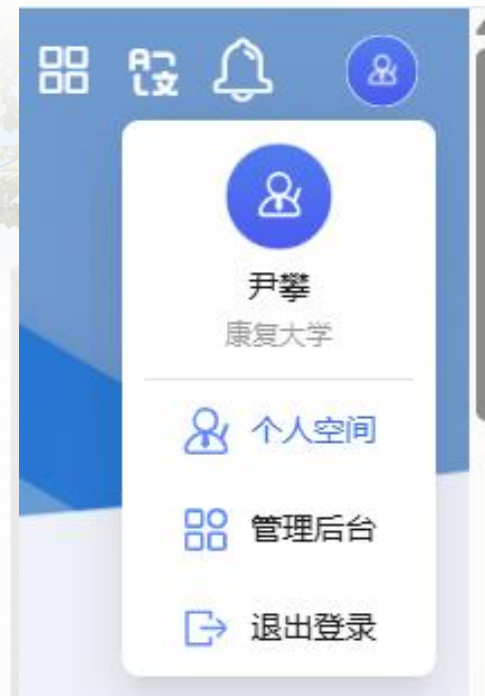 尹攀
康复大学
个人空间
管理后台
退出登录